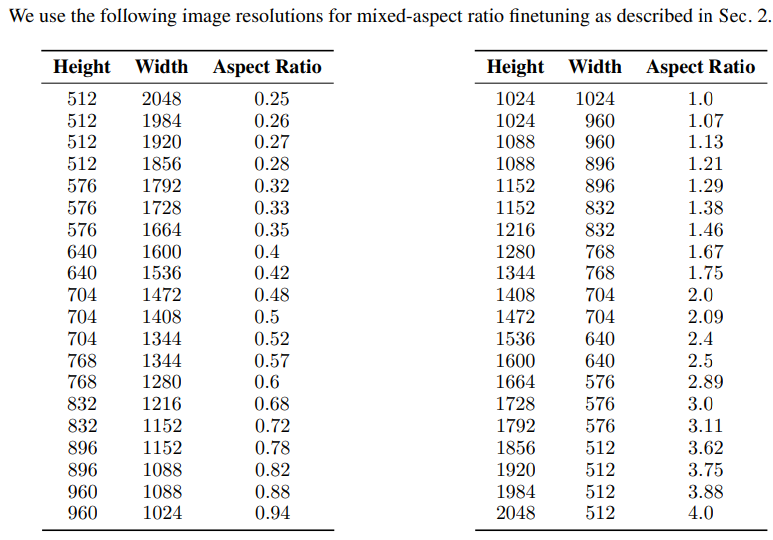 We use the following image resolutions for mixed-aspect ratio finetuning as described in Sec. 2.
Height Width Aspect Ratio
512 2048 0.25
512 1984 0.26
512 1920 0.27
512 1856 0.28
576 1792 0.32
576 1728 0.33
576 1664 0.35
640 1600 0.4
640 1536 0.42
704 1472 0.48
704 1408 0.5
704 1344 0.52
768 1344 0.57
768 1280 0.6
832 1216 0.68
832 1152 0.72
896 1152 0.78
896 1088 0.82
960 1088 0.88
960 1024 0.94
Height Width Aspect Ratio
1024 1024 1.0
1024 960 1.07
1088 960 1.13
1088 896 1.21
1152 896 1.29
1152 832 1.38
1216 832 1.46
1280 768 1.67
1344 768 1.75
1408 704 2.0
1472 704 2.09
1536 640 2.4
1600 640 2.5
1664 576 2.89
1728 576 3.0
1792 576 3.11
1856 512 3.62
1920 512 3.75
1984 512 3.88
2048 512 4.0